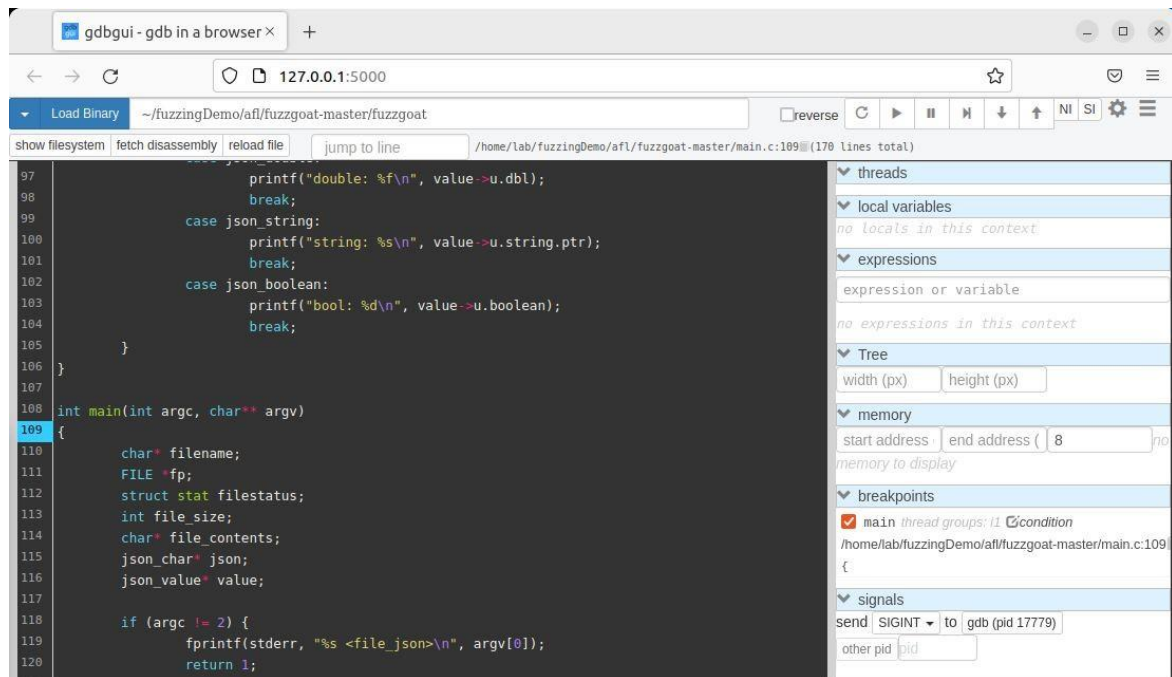 gdbgui - gdb in a browser × +
127.0.0.1:5000
Load Binary ~/fuzzingDemo/afl/fuzzgoat-master/fuzzgoat reverse NI SI
show filesystem fetch disassembly reload file jump to line /home/lab/fuzzingDemo/afl/fuzzgoat-master/main.c:109 (170 lines total)
97 printf("double: %f\n", value->u.dbl);
98 break;
99 case json_string:
100 printf("string: %s\n", value->u.string.ptr);
101 break;
102 case json_boolean:
103 printf("bool: %d\n", value->u.boolean);
104 break;
105 }
106 }
107
108 int main(int argc, char** argv)
109 {
110 char* filename;
111 FILE *fp;
112 struct stat filestatus;
113 int file_size;
114 char* file_contents;
115 json_char* json;
116 json_value* value;
117
118 if (argc != 2) {
119 fprintf(stderr, "%s <file_json>\n", argv[0]);
120 return 1;
threads
local variables
no locals in this context
expressions
expression or variable
no expressions in this context
Tree
width (px) height (px)
memory
start address end address ( 8 no
memory to display
breakpoints
main thread groups: i1 condition
/home/lab/fuzzingDemo/afl/fuzzgoat-master/main.c:109
{
signals
send SIGINT to gdb (pid 17779)
other pid pid